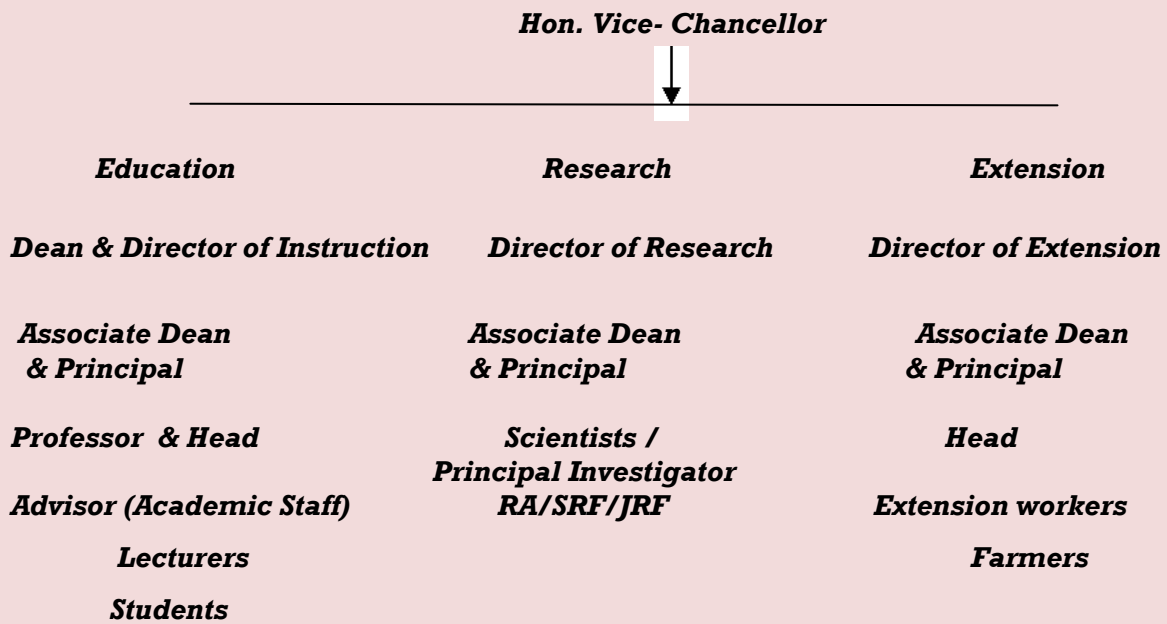 Hon. Vice- Chancellor
Education Research Extension
Dean & Director of Instruction Director of Research Director of Extension
Associate Dean Associate Dean Associate Dean
& Principal & Principal & Principal
Professor & Head Scientists / Head
Principal Investigator
Advisor (Academic Staff) RA/SRF/JRF Extension workers
Lecturers Farmers
Students